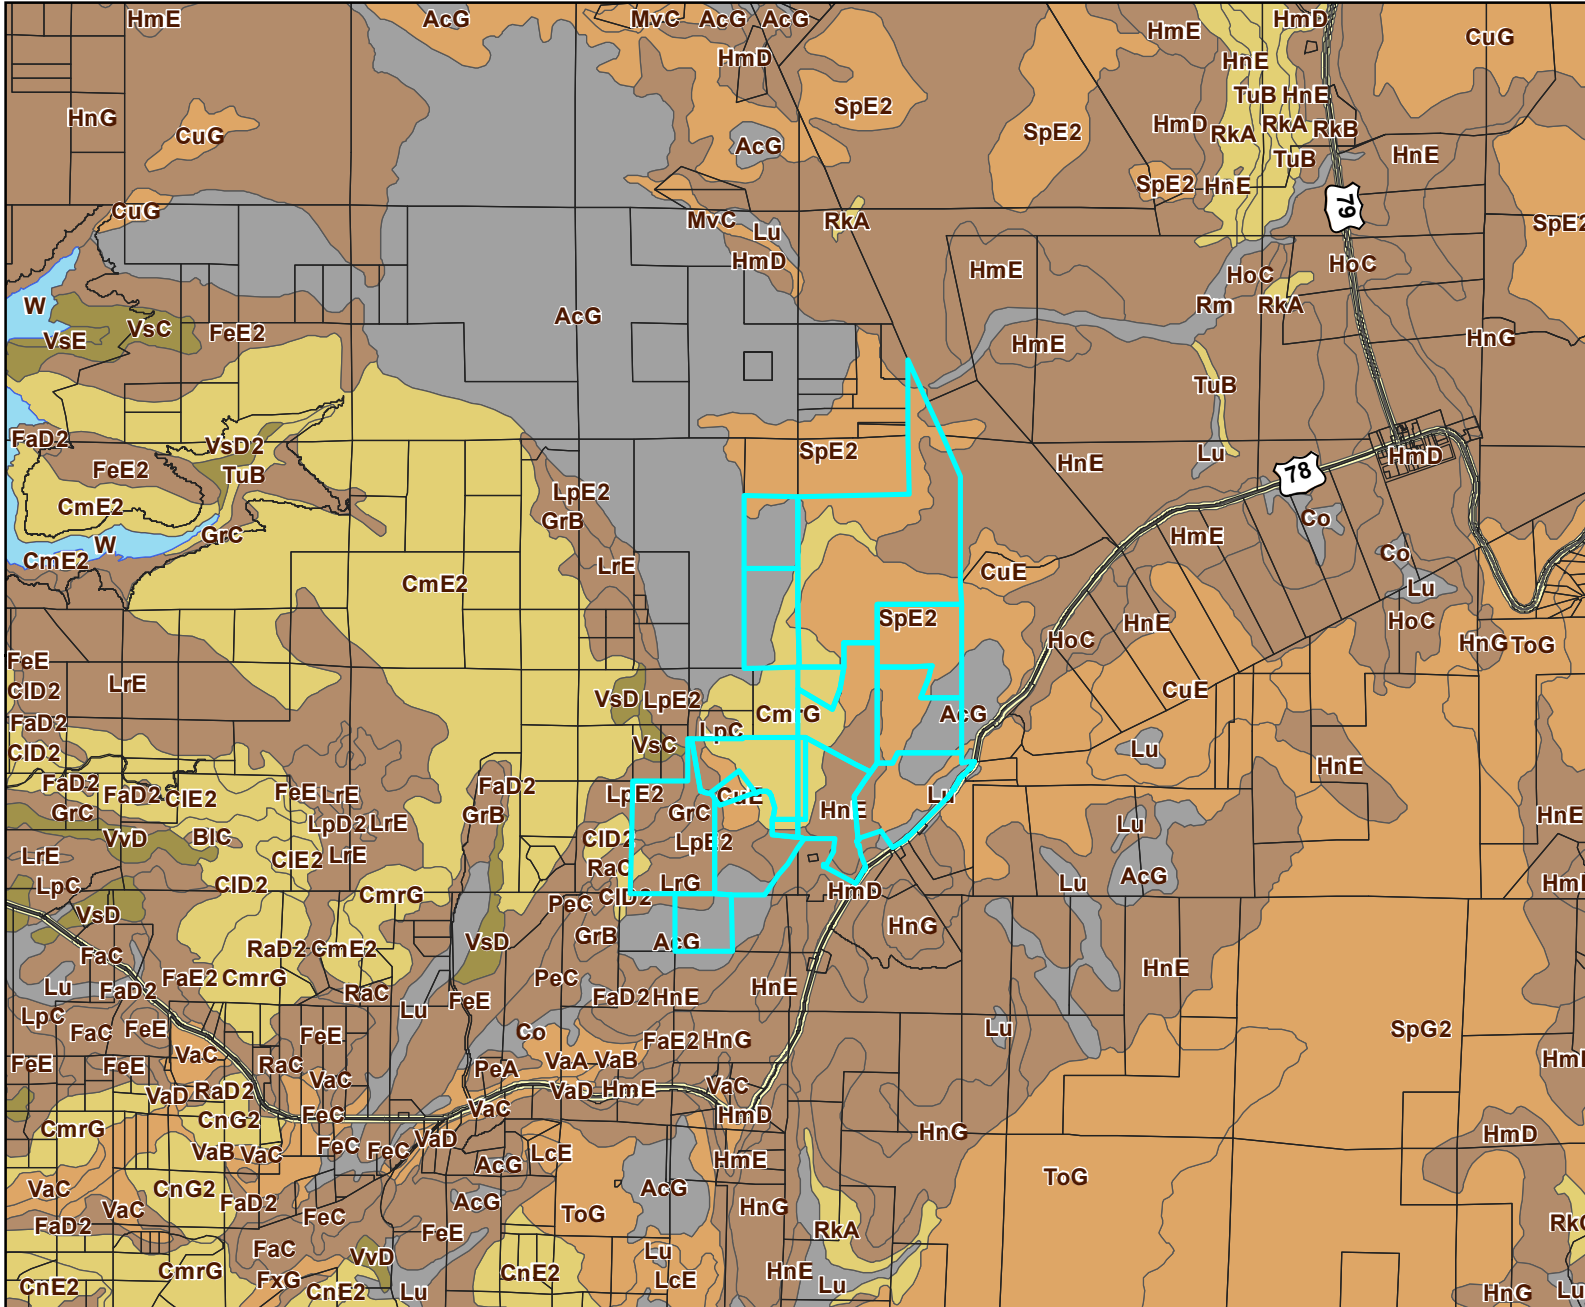 HmE AcG MvC AcG AcG HmE HmD CuG
HmD HnE
HnG CuG SpE2 SpE2 TuB HnE
AcG HmD RkA RkA RkB
TuB HnE
SpE2 HnE
CuG MvC Lu RkA 79 SpE2
HmD HmE HoC HoC
W AcG Rm RkA
VsE VsC FeE2 HmE HnG
TuB
FaD2 VsD2 SpE2 Lu HmD
FeE2 TuB LpE2 HnE 78
CmE2 GrB Co
W GrC HmE
CmE2 LrE CuE Co
CmE2 Lu
SpE2 HnE HoC
HoC HnG ToG
FeE
ClD2 LrE VsD LpE2 CuE
FaD2 CmrG AcG
ClD2 VsC LpC Lu
FaD2 FaD2 ClE2 FeE LrE FaD2 LpE2 CuE Lu HnE
GrC LpD2 LrE GrB GrC HnE Lu HnE
VvD BlC ClD2 LpE2
LrE ClE2 LrE RaC
LpC ClD2 CmrG LrG HmD Lu AcG
VsD PeC ClD2 HnG
FaC RaD2 CmE2 VsD GrB AcG
FaE2 CmrG PeC HnE HnE
Lu FaD2 RaC Lu FeE FaD2 HnE
LpC FaC FeE FeE Co FaE2 HnG Lu SpG2
FeE FeE VaC RaC PeA VaA VaB
VaD RaD2 VaC VaD HmE VaC
CnG2 FeC VaC HmD
CmrG VaB VaC FeC FeC VaD LcE HmE HnG HmD
AcG
VaC CnG2 FaD2 AcG AcG HnG ToG
VaC FeC ToG
FaD2 FeE RkA
FaC VvD Lu
CnE2 CmrG FxG CnE2 Lu CnE2 LcE HnE Lu HnG Lu